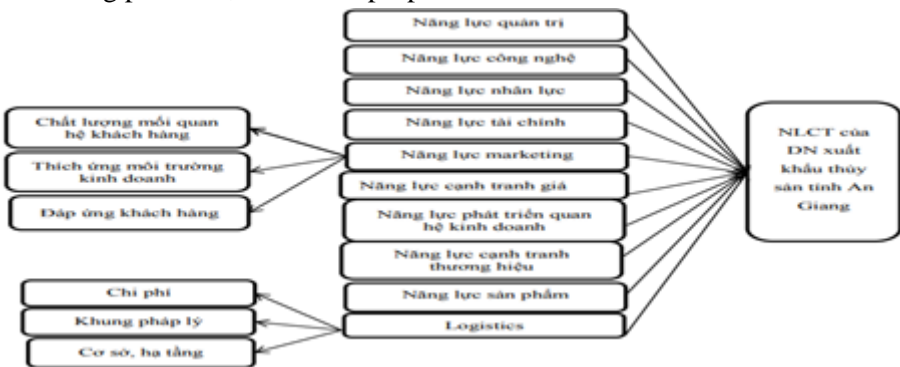 Năng lực quản trị
Năng lực công nghệ
Năng lực nhân lực
Năng lực tài chính
Năng lực marketing
Năng lực cạnh tranh giá
Năng lực phát triển quan
hệ kinh doanh
Năng lực cạnh tranh
thương hiệu
Năng lực sản phẩm
Logistics
Chất lượng mối quan
hệ khách hàng
Thích ứng môi trường
kinh doanh
Đáp ứng khách hàng
Chi phí
Khung pháp lý
Cơ sở, hạ tầng
NLCT của
DN xuất
khẩu thủy
sản tỉnh An
Giang